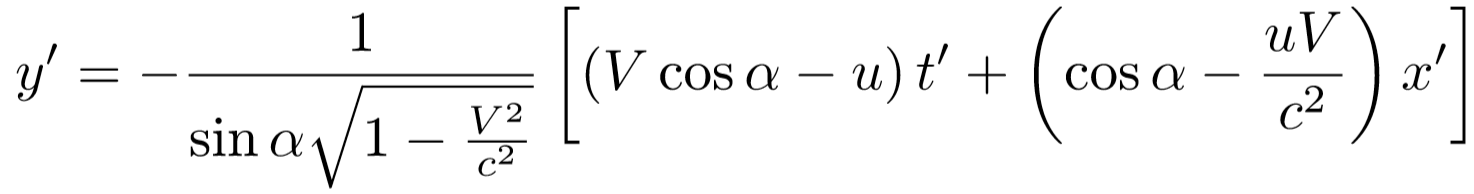 y' = -\frac{1}{\sin \alpha \sqrt{1 - \frac{V^2}{c^2}}} \left[ (V \cos \alpha - u) t' + \left( \cos \alpha - \frac{uV}{c^2} \right) x' \right]